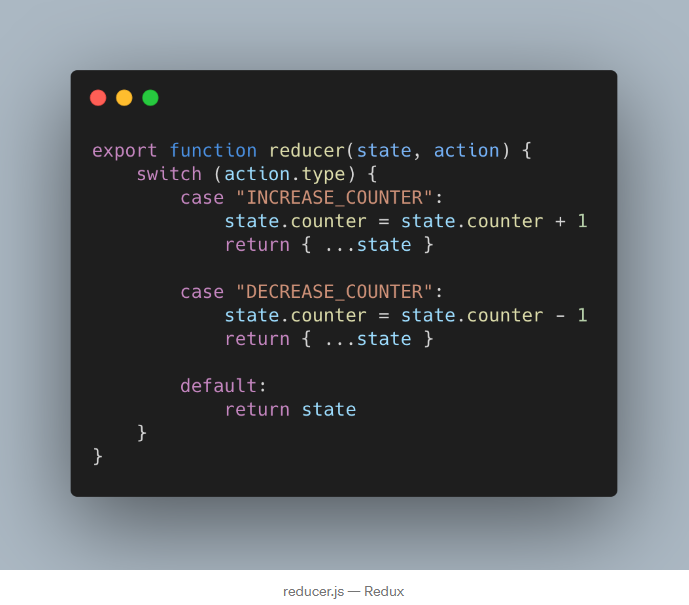 export function reducer(state, action) {
    switch (action.type) {
        case "INCREASE_COUNTER":
            state.counter = state.counter + 1
            return { ...state }

        case "DECREASE_COUNTER":
            state.counter = state.counter - 1
            return { ...state }

        default:
            return state
    }
}
reducer.js — Redux